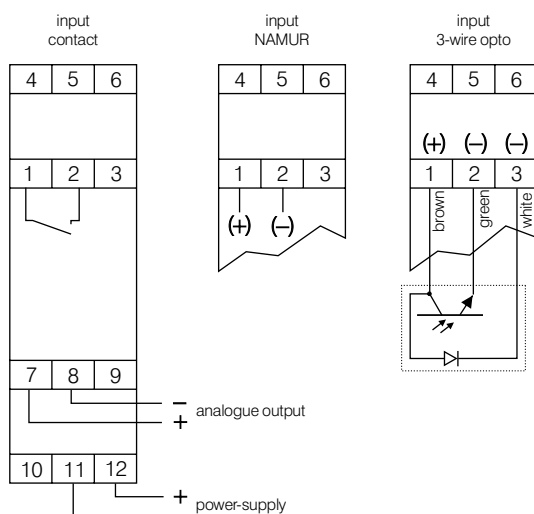 input
contact
input
NAMUR
input
3-wire opto
4 5 6
4 5 6
4 5 6
(+) (−) (−)
1 2 3
1 2 3
1 2 3
(+) (−)
brown
green
white
7 8 9
−
+
analogue output
10 11 12
+
power-supply